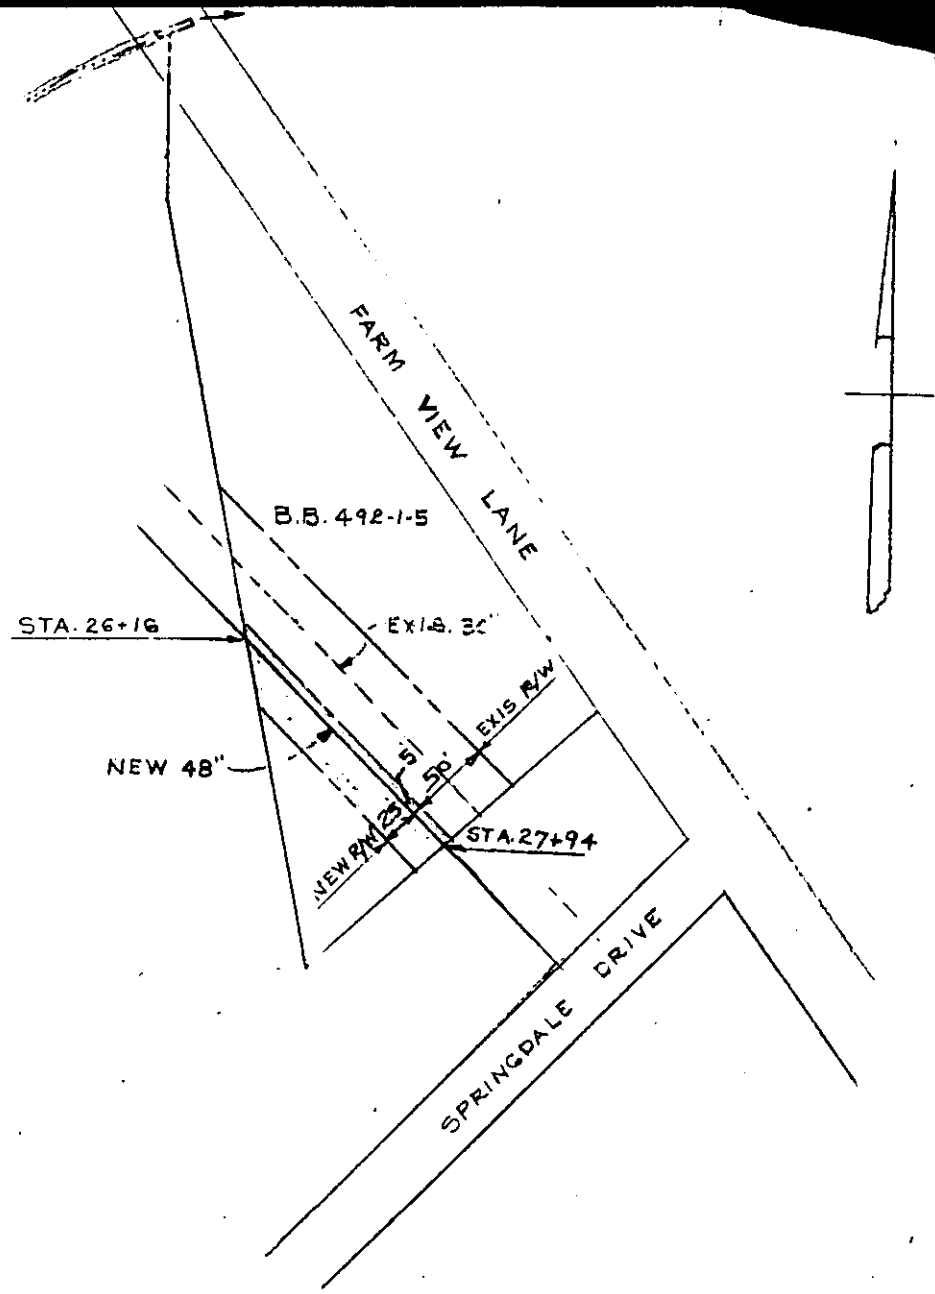 FARM VIEW LANE
B.B. 492-1-5
STA. 26+16
EXIS. 30"
EXIS R/W
NEW 48"
5'
50'
25'
NEW R/W
STA. 27+94
SPRINGDALE DRIVE